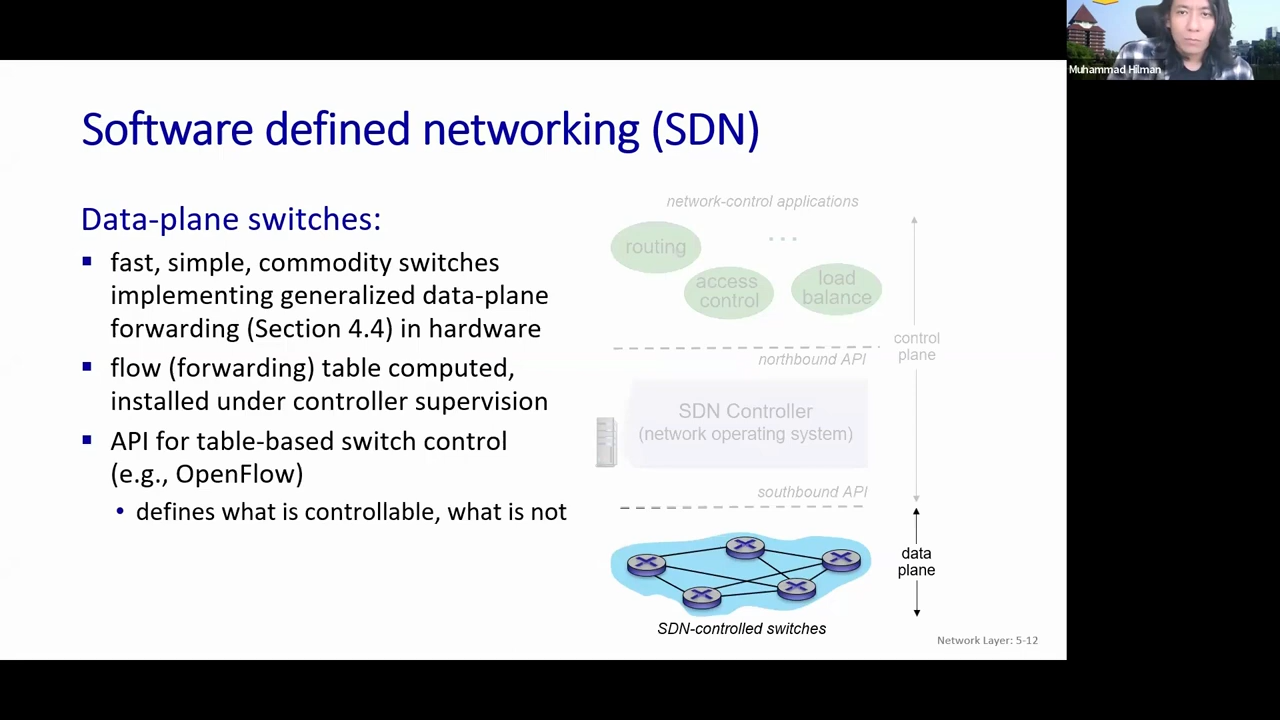 Muhammad Hilman
Software defined networking (SDN)
Data-plane switches:
▪ fast, simple, commodity switches
implementing generalized data-plane
forwarding (Section 4.4) in hardware
▪ flow (forwarding) table computed,
installed under controller supervision
▪ API for table-based switch control
(e.g., OpenFlow)
• defines what is controllable, what is not
network-control applications
routing
...
access
control
load
balance
control
plane
northbound API
SDN Controller
(network operating system)
southbound API
data
plane
SDN-controlled switches
Network Layer: 5-12